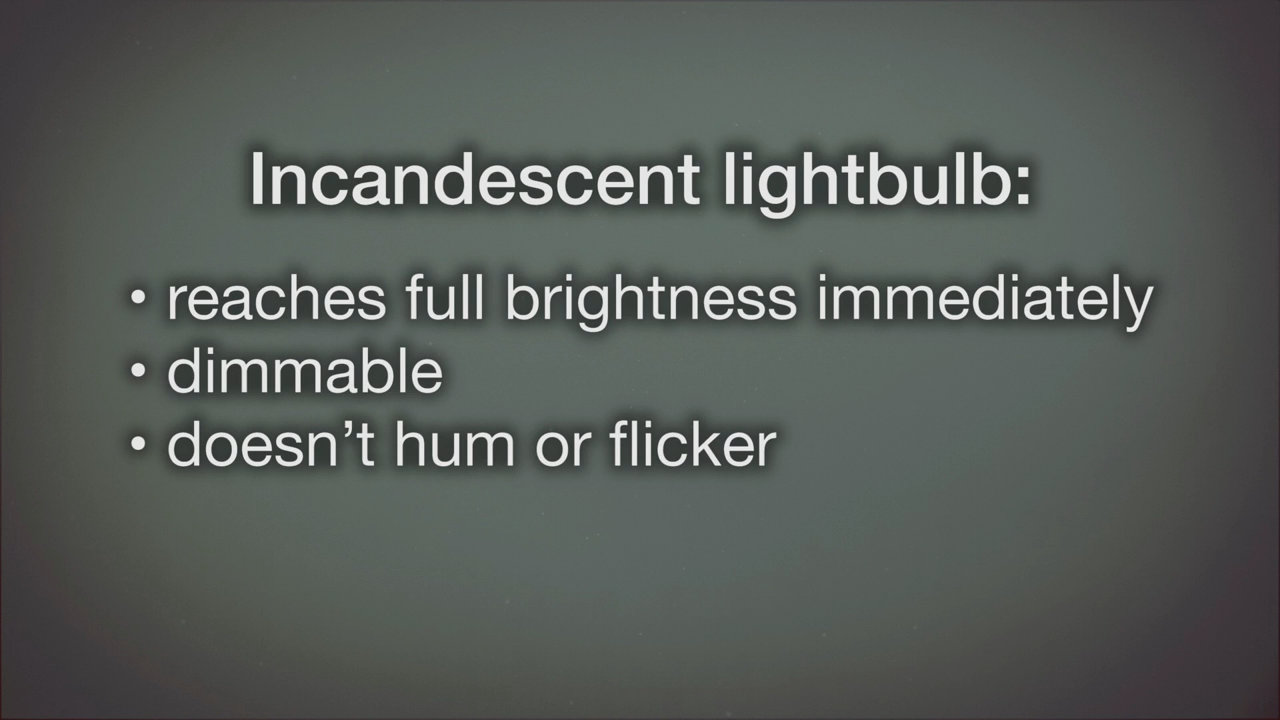 Incandescent lightbulb:
• reaches full brightness immediately
• dimmable
• doesn’t hum or flicker